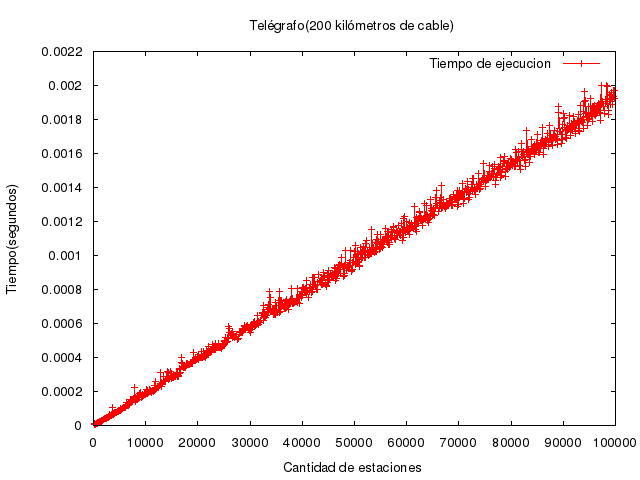 Telégrafo(200 kilómetros de cable)
Tiempo de ejecucion
Tiempo(segundos)
0.0022
0.002
0.0018
0.0016
0.0014
0.0012
0.001
0.0008
0.0006
0.0004
0.0002
0
0 10000 20000 30000 40000 50000 60000 70000 80000 90000 100000
Cantidad de estaciones